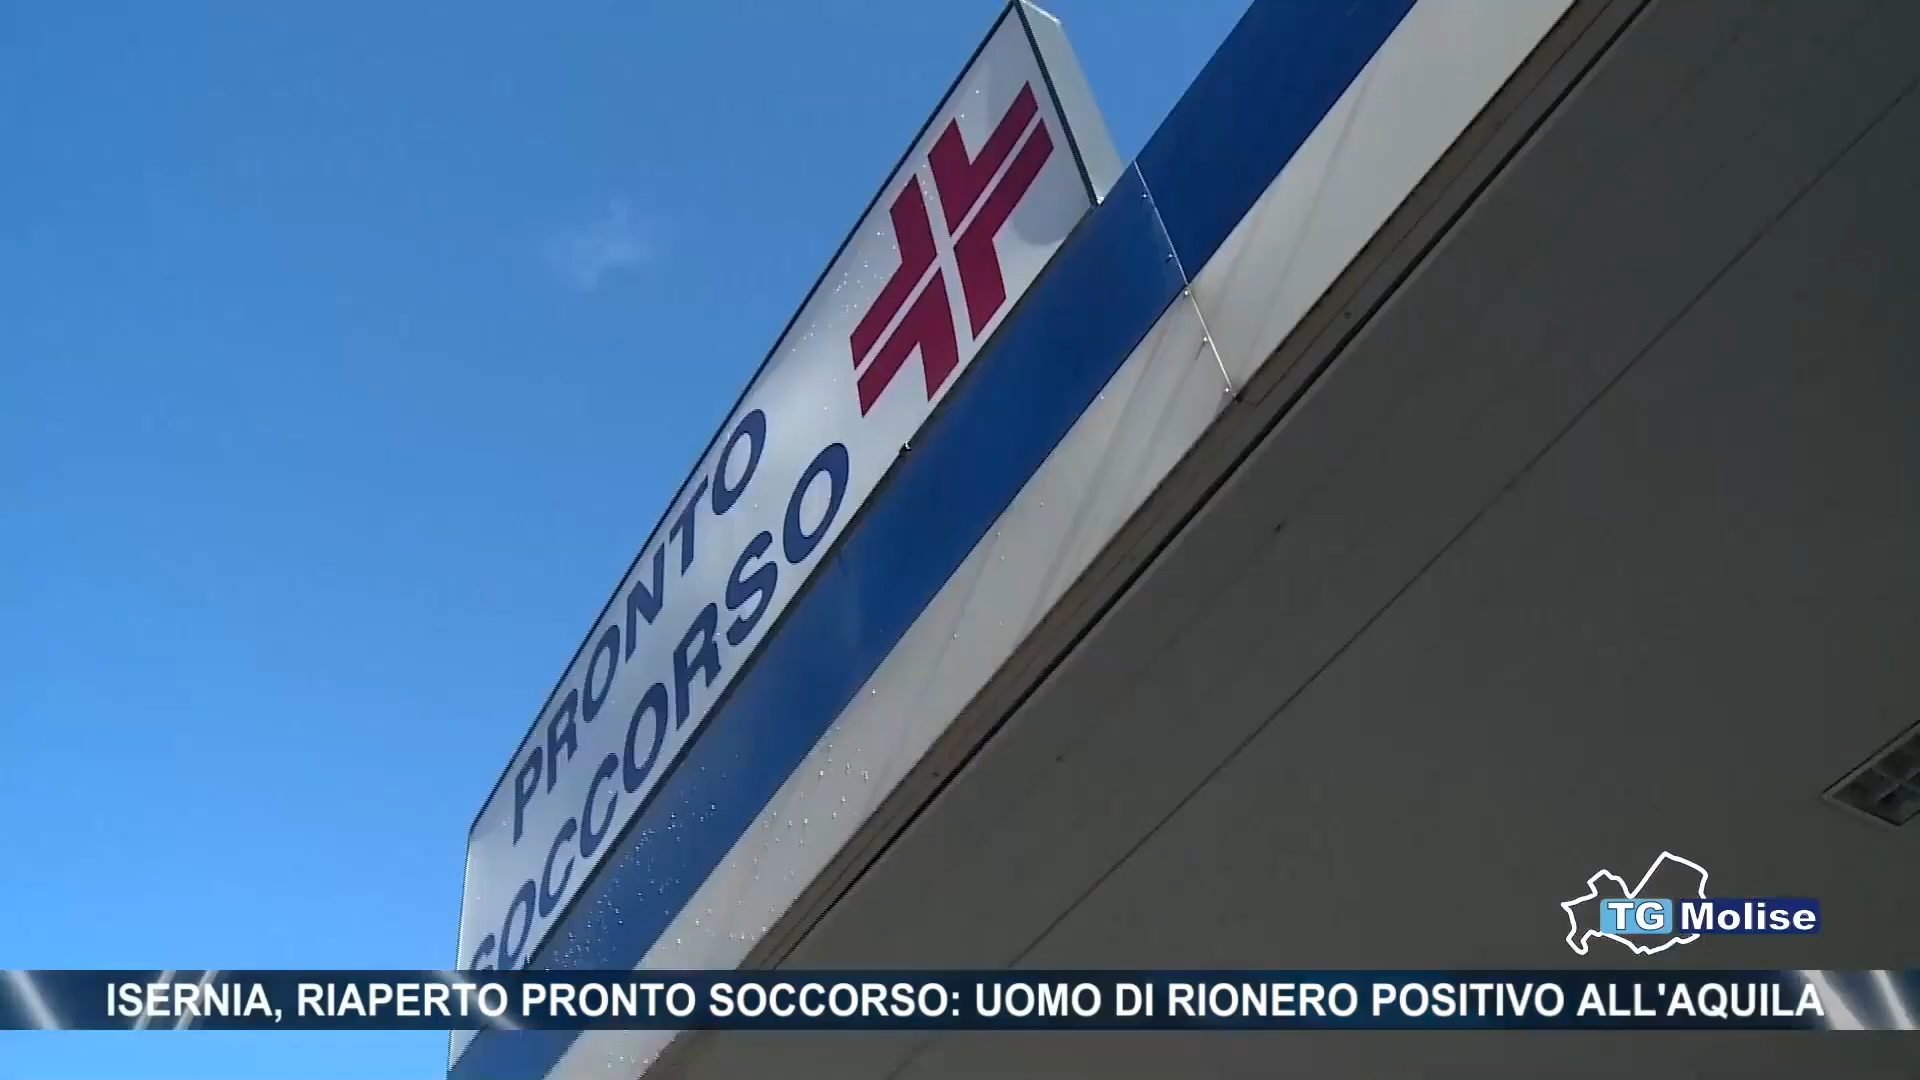 PRONTO
SOCCORSO
TG Molise
ISERNIA, RIAPERTO PRONTO SOCCORSO: UOMO DI RIONERO POSITIVO ALL'AQUILA